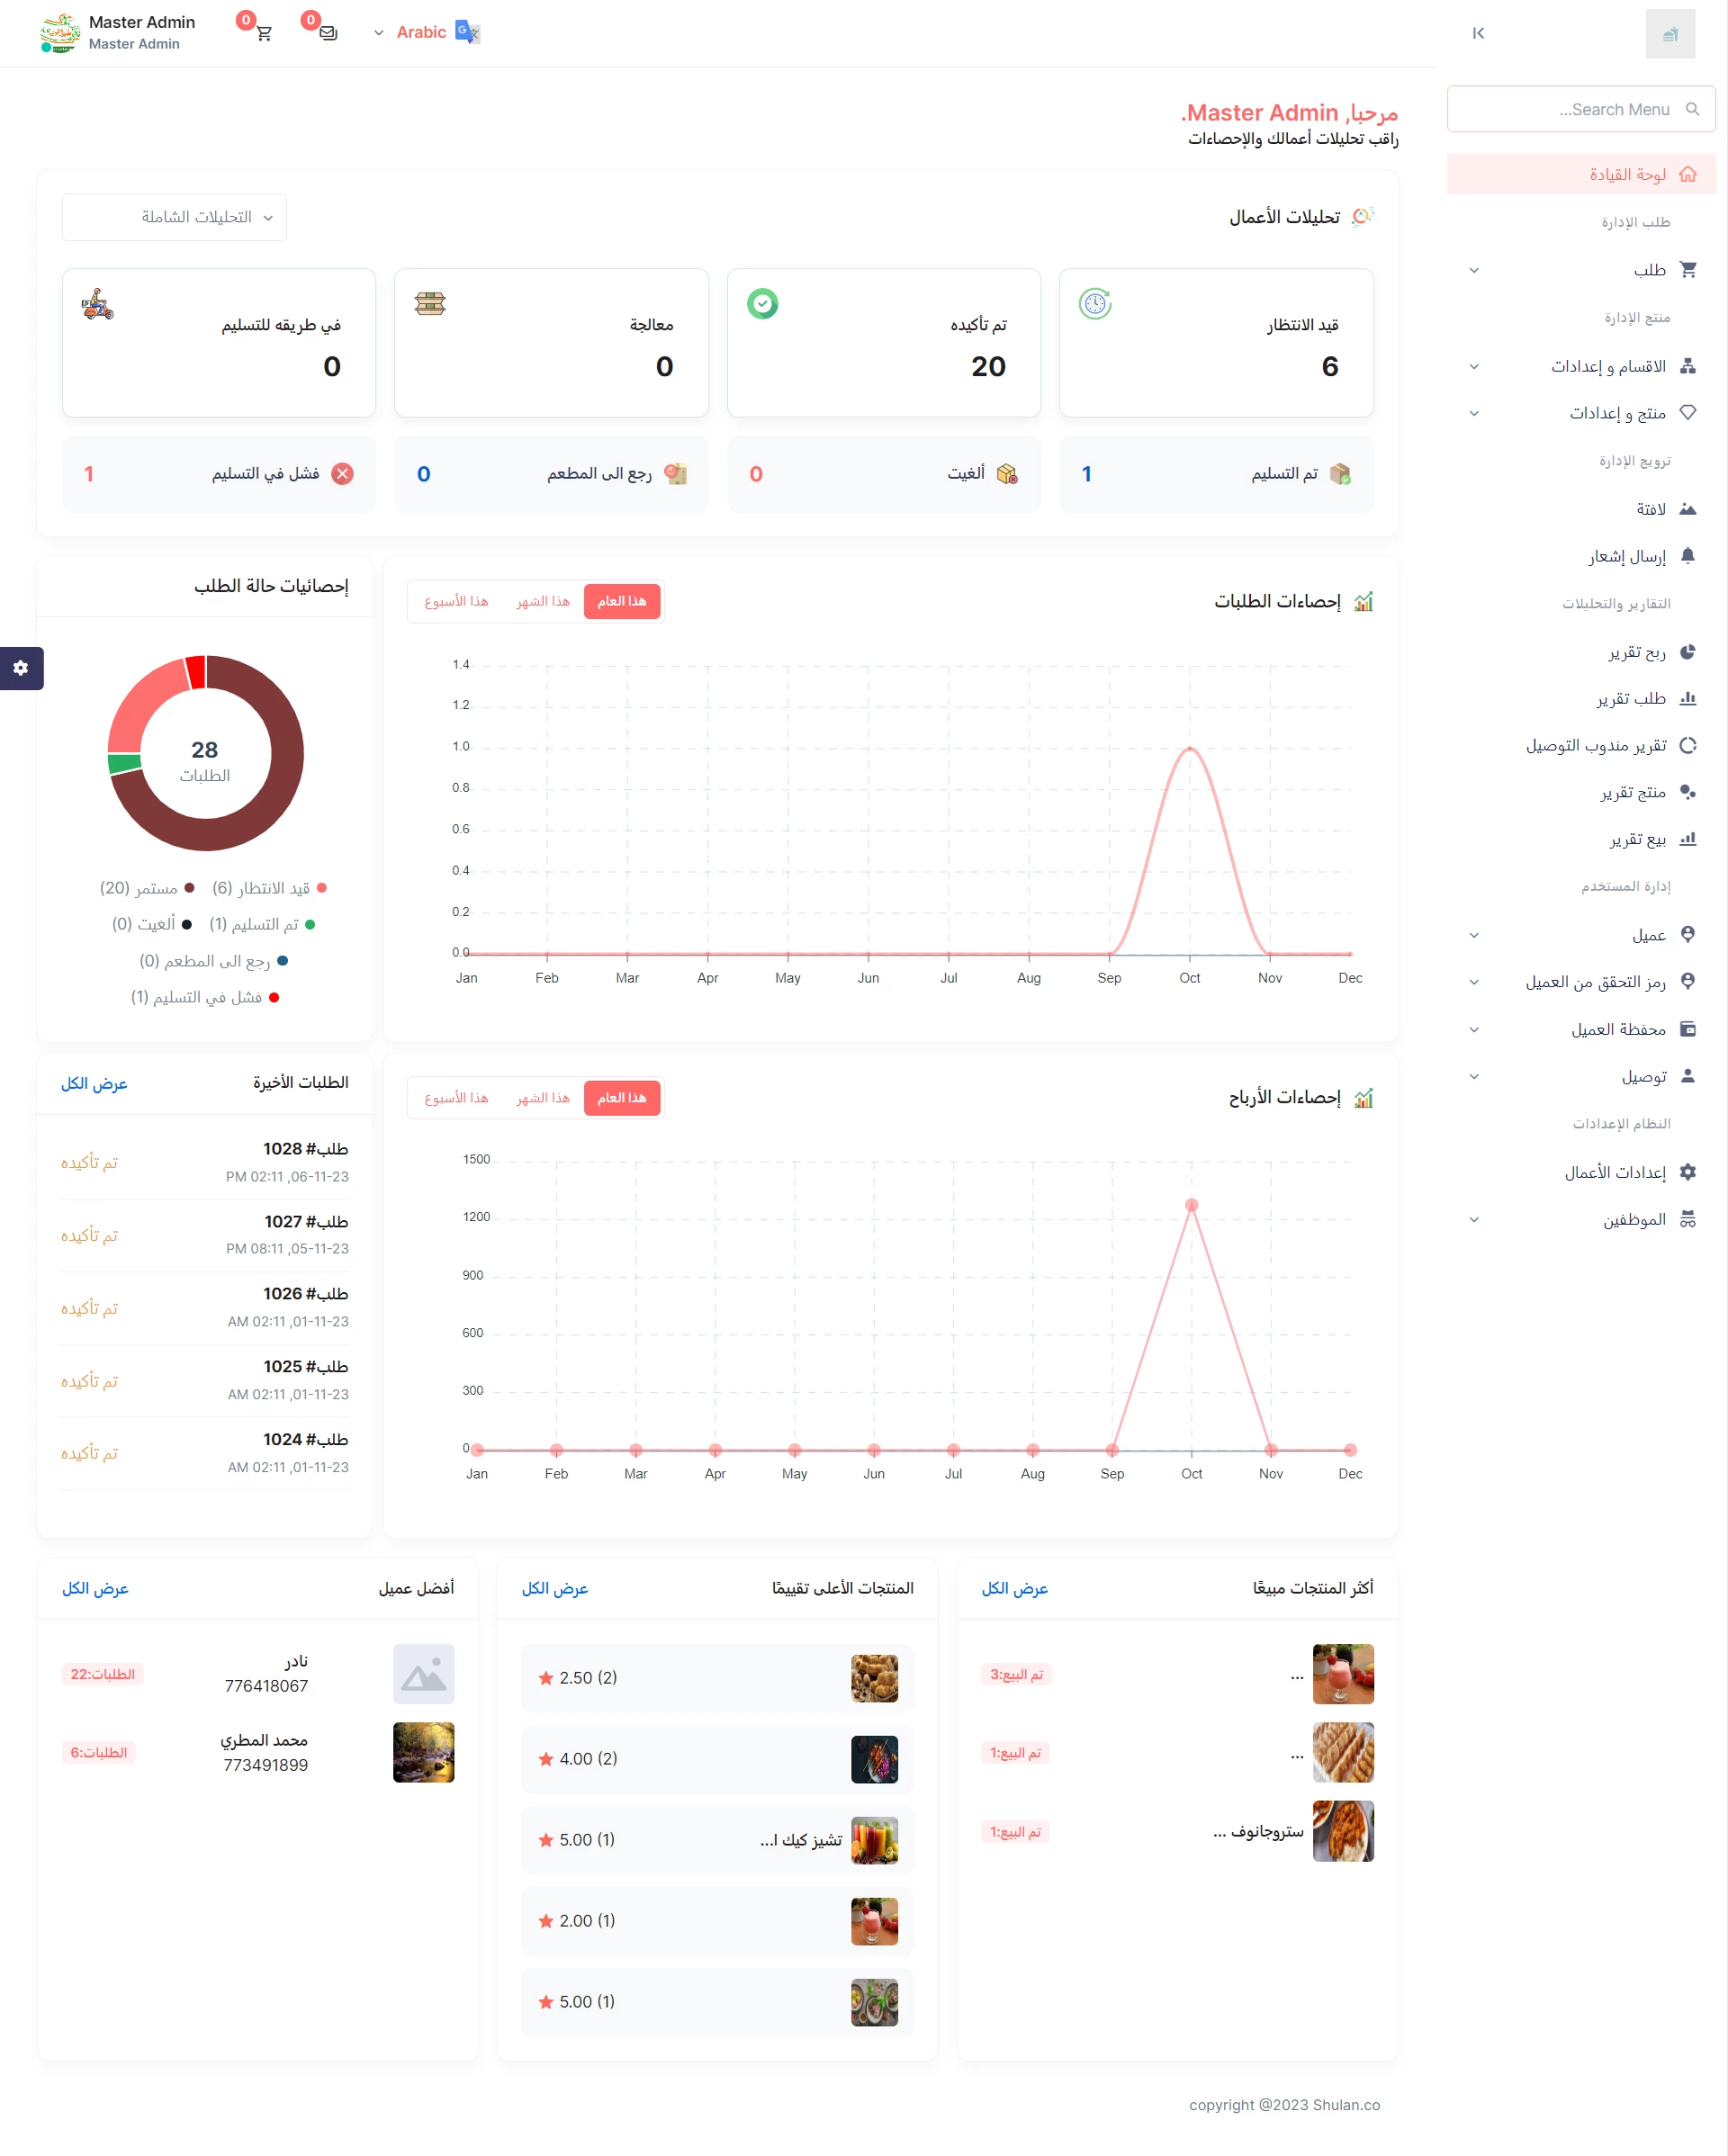 Master Admin
Master Admin
0
0
Arabic
Search Menu...
لوحة القيادة
طلب الإدارة
طلب
منتج الإدارة
الاقسام و إعدادات
منتج و إعدادات
ترويج الإدارة
لافتة
إرسال إشعار
التقارير والتحليلات
ربح تقرير
طلب تقرير
تقرير مندوب التوصيل
منتج تقرير
بيع تقرير
إدارة المستخدم
عميل
رمز التحقق من العميل
محفظة العميل
توصيل
النظام الإعدادات
إعدادات الأعمال
الموظفين
مرحبا, Master Admin.
راقب تحليلات أعمالك والإحصاءات
تحليلات الأعمال
التحليلات الشاملة
قيد الانتظار
6
تم تأكيده
20
معالجة
0
في طريقه للتسليم
0
تم التسليم 1
ألغيت 0
رجع الى المطعم 0
فشل في التسليم 1
إحصاءات الطلبات
هذا العام هذا الشهر هذا الأسبوع
1.4
1.2
1.0
0.8
0.6
0.4
0.2
0.0
Jan Feb Mar Apr May Jun Jul Aug Sep Oct Nov Dec
إحصائيات حالة الطلب
28
الطلبات
قيد الانتظار (6) مستمر (20)
تم التسليم (1) ألغيت (0)
رجع الى المطعم (0)
فشل في التسليم (1)
إحصاءات الأرباح
هذا العام هذا الشهر هذا الأسبوع
1500
1200
900
600
300
0
Jan Feb Mar Apr May Jun Jul Aug Sep Oct Nov Dec
الطلبات الأخيرة عرض الكل
طلب# 1028
06-11-23, 02:11 PM
تم تأكيده
طلب# 1027
05-11-23, 08:11 PM
تم تأكيده
طلب# 1026
01-11-23, 02:11 AM
تم تأكيده
طلب# 1025
01-11-23, 02:11 AM
تم تأكيده
طلب# 1024
01-11-23, 02:11 AM
تم تأكيده
أكثر المنتجات مبيعًا عرض الكل
... تم البيع:3
... تم البيع:1
ستروجانوف ... تم البيع:1
المنتجات الأعلى تقييمًا عرض الكل
2.50 (2)
4.00 (2)
تشيز كيك ا... 5.00 (1)
2.00 (1)
5.00 (1)
أفضل عميل عرض الكل
نادر
776418067
الطلبات:22
محمد المطري
773491899
الطلبات:6
copyright @2023 Shulan.co